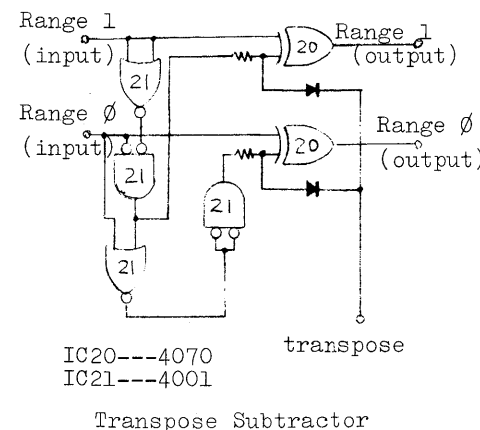 Range 1
(input)
20
Range 1
(output)
21
Range Ø
(input)
20
Range Ø
(output)
21
21
21
transpose
IC20---4070
IC21---4001
Transpose Subtractor